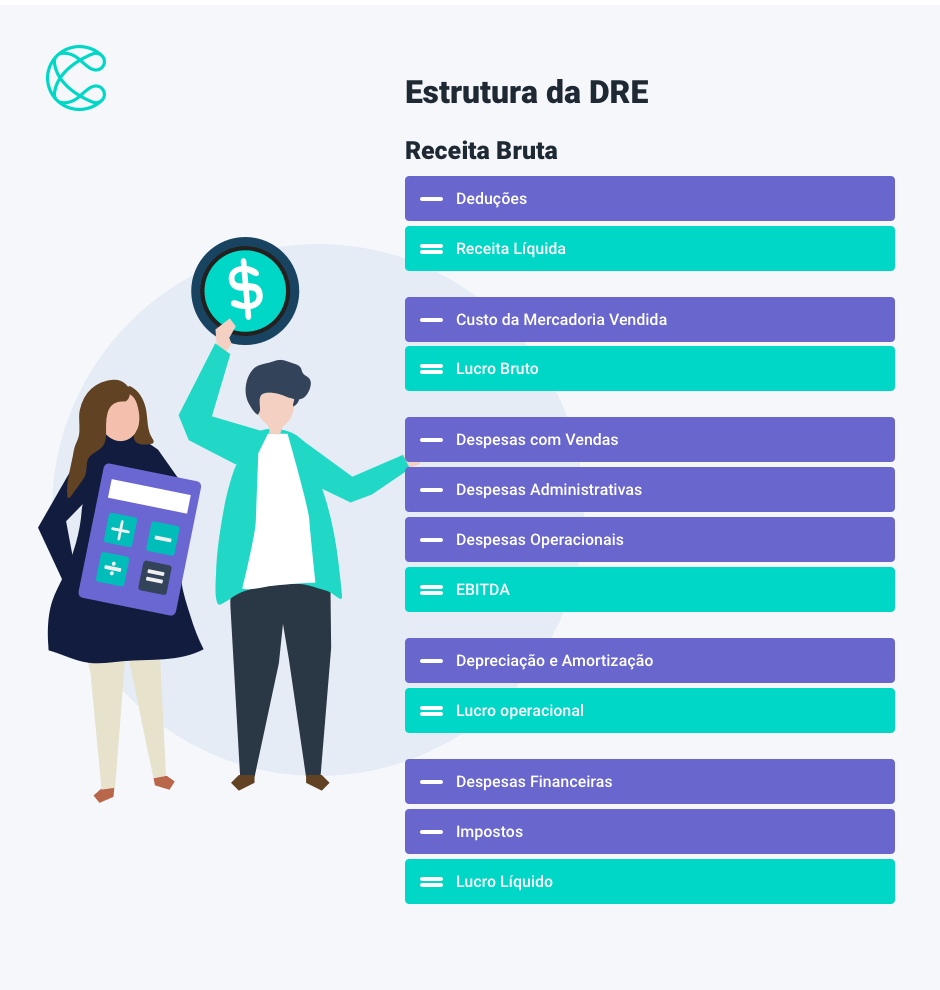 Estrutura da DRE
Receita Bruta
Deduções
Receita Líquida
Custo da Mercadoria Vendida
Lucro Bruto
Despesas com Vendas
Despesas Administrativas
Despesas Operacionais
EBITDA
Depreciação e Amortização
Lucro operacional
Despesas Financeiras
Impostos
Lucro Líquido